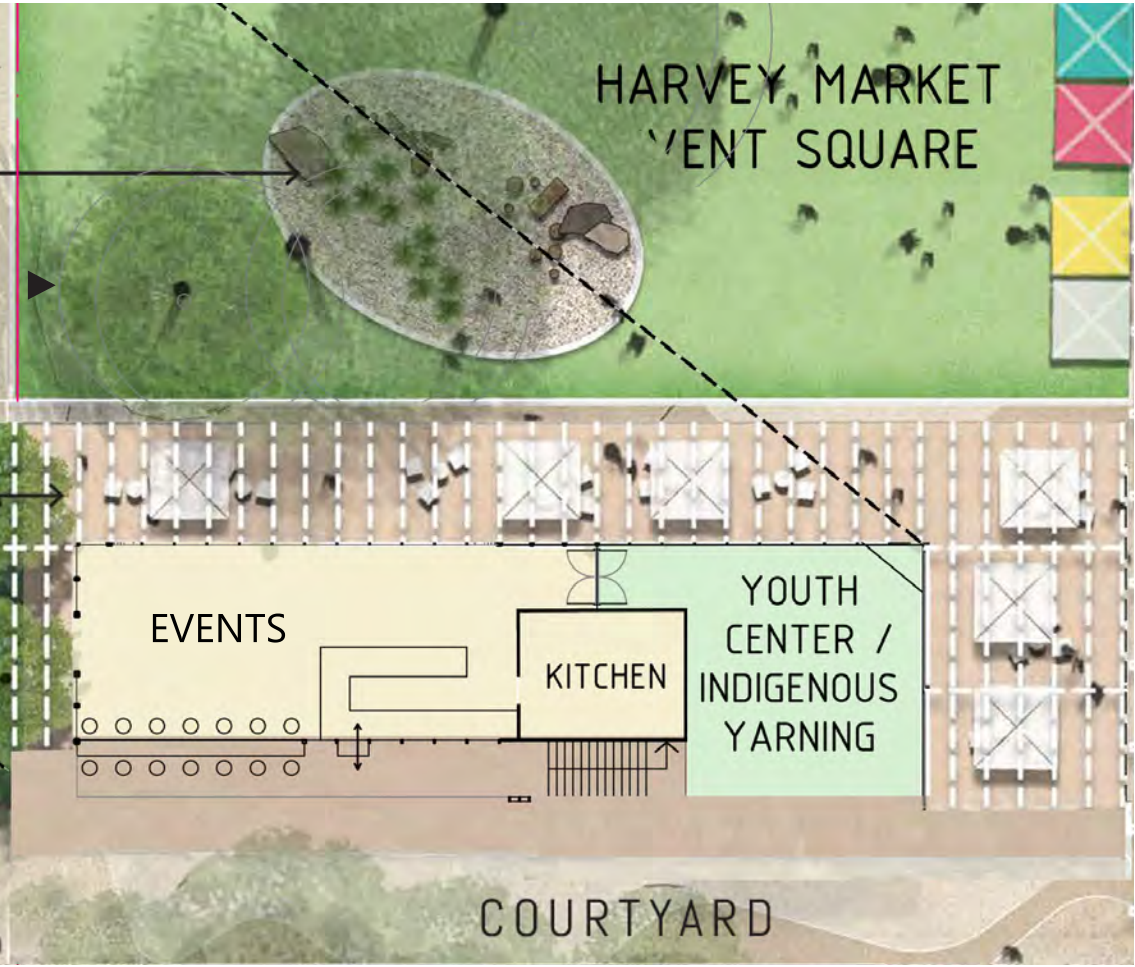 HARVEY MARKET
VENT SQUARE
EVENTS
KITCHEN
YOUTH
CENTER /
INDIGENOUS
YARNING
COURTYARD